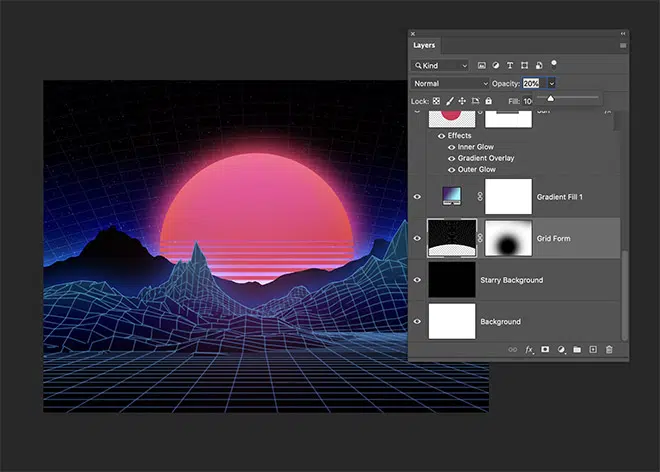 Layers
Kind
Normal Opacity: 20%
Lock: Fill: 10
Effects
Inner Glow
Gradient Overlay
Outer Glow
Gradient Fill 1
Grid Form
Starry Background
Background
fx